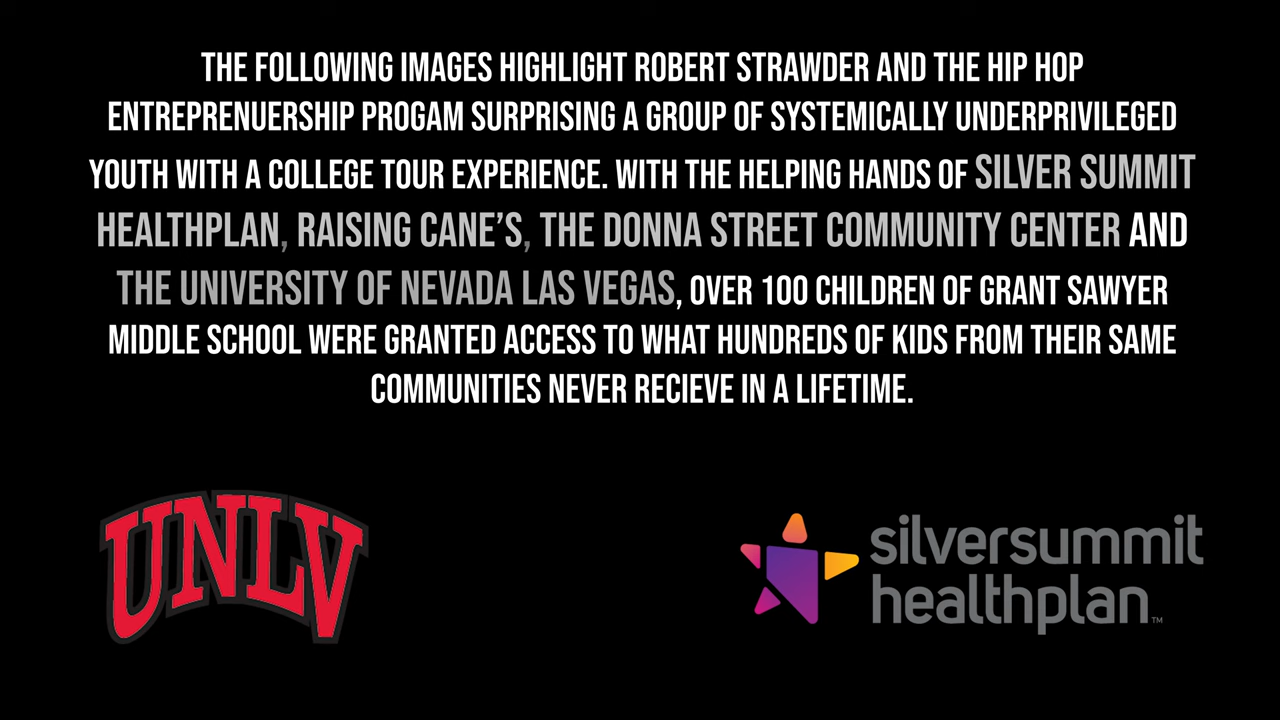 THE FOLLOWING IMAGES HIGHLIGHT ROBERT STRAWDER AND THE HIP HOP
ENTREPRENUERSHIP PROGAM SURPRISING A GROUP OF SYSTEMICALLY UNDERPRIVILEGED
YOUTH WITH A COLLEGE TOUR EXPERIENCE. WITH THE HELPING HANDS OF SILVER SUMMIT
HEALTHPLAN, RAISING CANE'S, THE DONNA STREET COMMUNITY CENTER AND
THE UNIVERSITY OF NEVADA LAS VEGAS, OVER 100 CHILDREN OF GRANT SAWYER
MIDDLE SCHOOL WERE GRANTED ACCESS TO WHAT HUNDREDS OF KIDS FROM THEIR SAME
COMMUNITIES NEVER RECIEVE IN A LIFETIME.
UNLV
silversummit
healthplan™